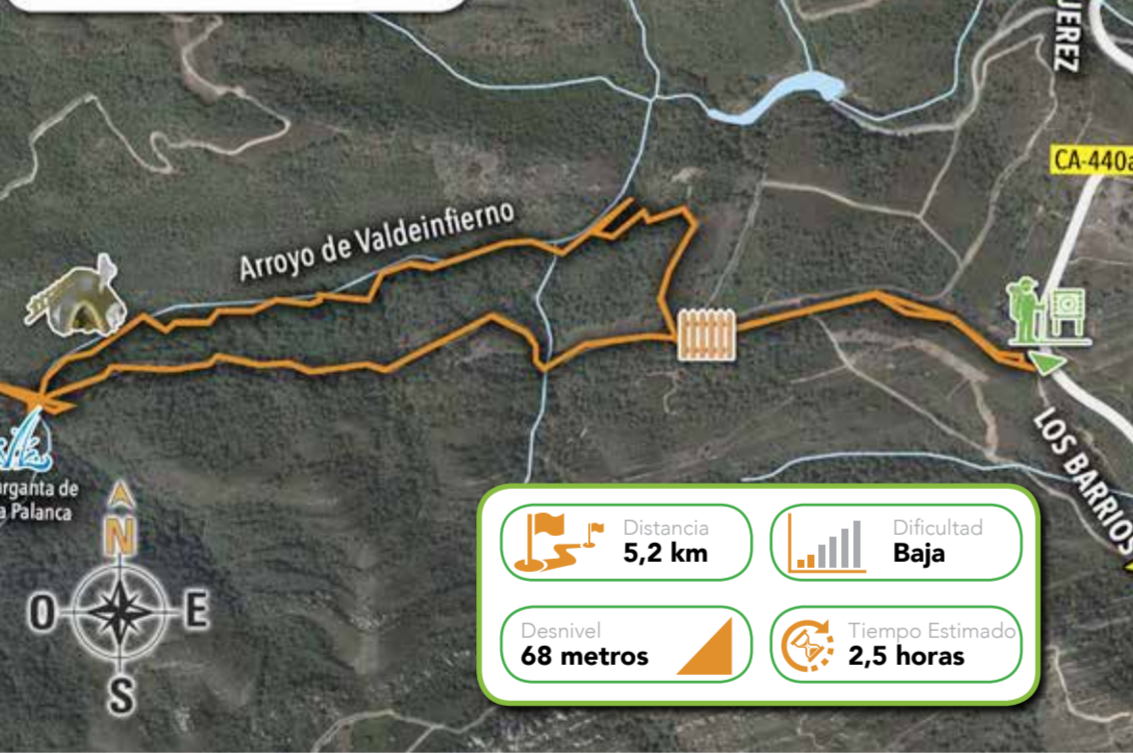 JEREZ
CA-440a
Arroyo de Valdeinfierno
LOS BARRIOS
arganta de
a Palanca
N
O
E
S
Distancia
5,2 km
Dificultad
Baja
Desnivel
68 metros
Tiempo Estimado
2,5 horas